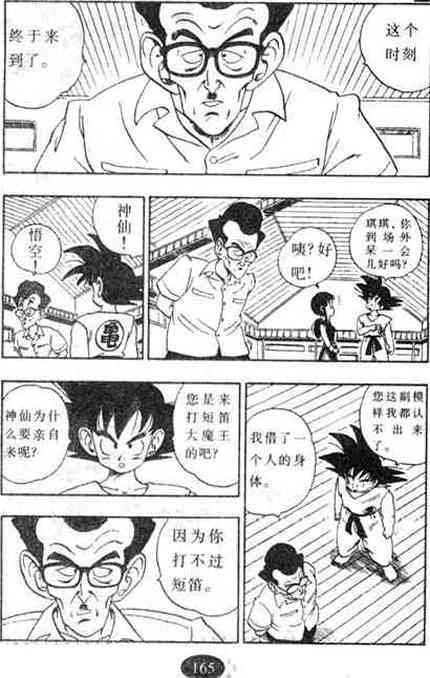 这个
时刻
终于来
到了。
琪琪,你
到场外
呆一会
儿好吗?
咦?好
吧!
神仙!
悟空!
亀
您这副模
样我都认
不出来
了。
我借了一
个人的身
体。
您是来
打短笛
大魔王
的吧?
神仙为什
么要亲自
来呢?
因为你
打不过
短笛。
165